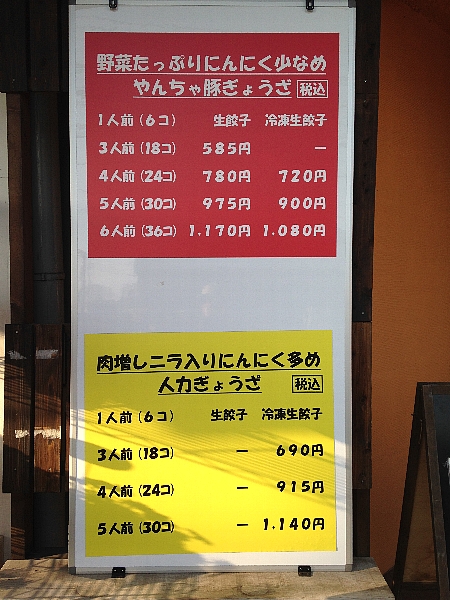 野菜たっぷりにんにく少なめ
やんちゃ豚ぎょうざ 税込
1人前(6コ) 生餃子 冷凍生餃子
3人前(18コ) 585円 ー
4人前(24コ) 780円 720円
5人前(30コ) 975円 900円
6人前(36コ) 1.170円 1.080円
肉増しニラ入りにんにく多め
人力ぎょうざ 税込
1人前(6コ) 生餃子 冷凍生餃子
3人前(18コ) ー 690円
4人前(24コ) ー 915円
5人前(30コ) ー 1.140円